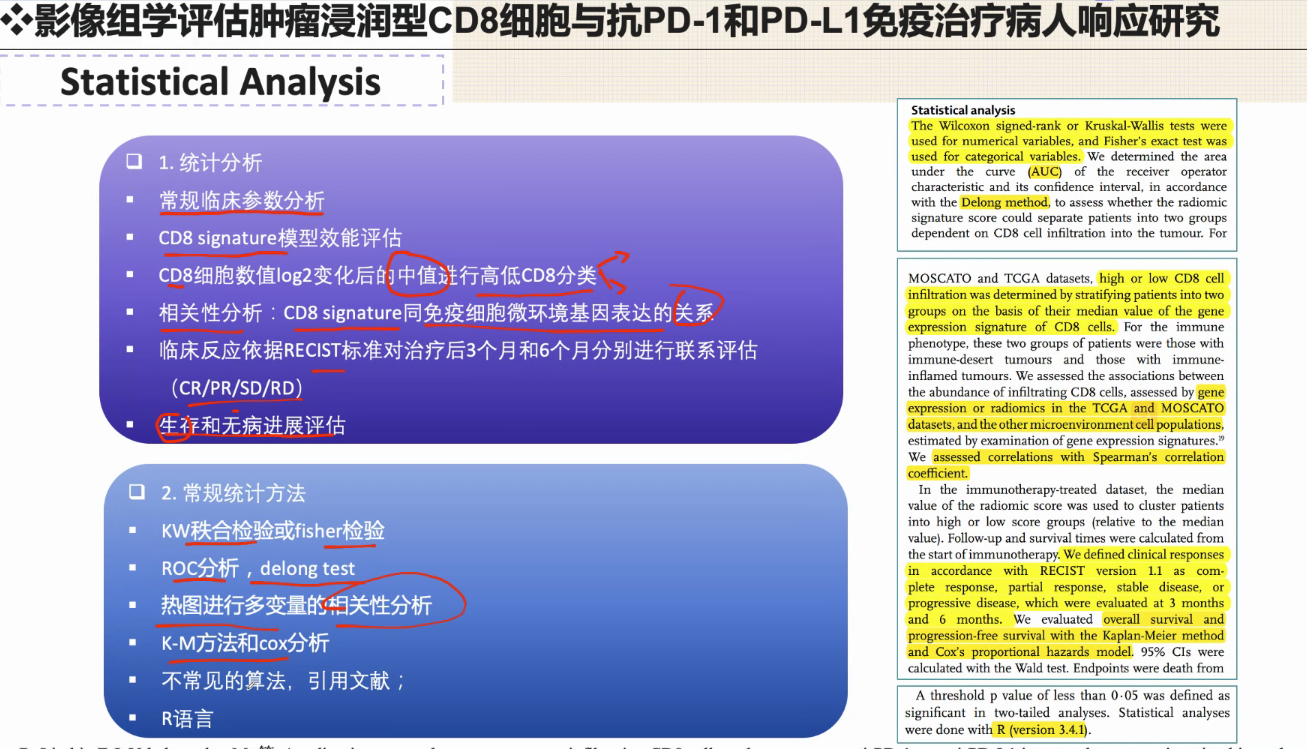 ❖影像组学评估肿瘤浸润型CD8细胞与抗PD-1和PD-L1免疫治疗病人响应研究
Statistical Analysis
❑ 1. 统计分析
▪ 常规临床参数分析
▪ CD8 signature模型效能评估
▪ CD8细胞数值log2变化后的中值进行高低CD8分类
▪ 相关性分析：CD8 signature同免疫细胞微环境基因表达的关系
▪ 临床反应依据RECIST标准对治疗后3个月和6个月分别进行联系评估
（CR/PR/SD/RD）
▪ 生存和无病进展评估
❑ 2. 常规统计方法
▪ KW秩合检验或fisher检验
▪ ROC分析，delong test
▪ 热图进行多变量的相关性分析
▪ K-M方法和cox分析
▪ 不常见的算法，引用文献；
▪ R语言
Statistical analysis
The Wilcoxon signed-rank or Kruskal-Wallis tests were
used for numerical variables, and Fisher's exact test was
used for categorical variables. We determined the area
under the curve (AUC) of the receiver operator
characteristic and its confidence interval, in accordance
with the Delong method, to assess whether the radiomic
signature score could separate patients into two groups
dependent on CD8 cell infiltration into the tumour. For
MOSCATO and TCGA datasets, high or low CD8 cell
infiltration was determined by stratifying patients into two
groups on the basis of their median value of the gene
expression signature of CD8 cells. For the immune
phenotype, these two groups of patients were those with
immune-desert tumours and those with immune-
inflamed tumours. We assessed the associations between
the abundance of infiltrating CD8 cells, assessed by gene
expression or radiomics in the TCGA and MOSCATO
datasets, and the other microenvironment cell populations,
estimated by examination of gene expression signatures.¹⁹
We assessed correlations with Spearman's correlation
coefficient.
In the immunotherapy-treated dataset, the median
value of the radiomic score was used to cluster patients
into high or low score groups (relative to the median
value). Follow-up and survival times were calculated from
the start of immunotherapy. We defined clinical responses
in accordance with RECIST version 1.1 as com-
plete response, partial response, stable disease, or
progressive disease, which were evaluated at 3 months
and 6 months. We evaluated overall survival and
progression-free survival with the Kaplan-Meier method
and Cox's proportional hazards model. 95% CIs were
calculated with the Wald test. Endpoints were death from
A threshold p value of less than 0·05 was defined as
significant in two-tailed analyses. Statistical analyses
were done with R (version 3.4.1).